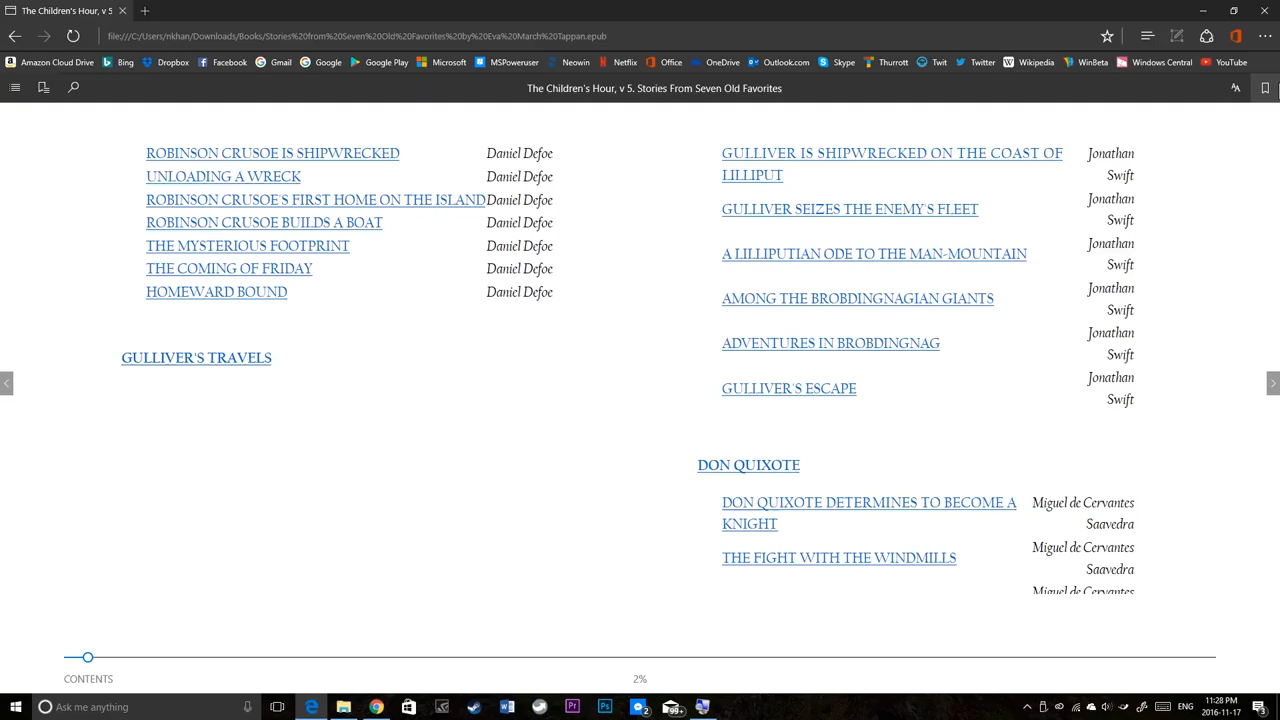 The Children's Hour, v 5
file:///C:/Users/nkhan/Downloads/Books/Stories%20from%20Seven%20Old%20Favorites%20by%20Eva%20March%20Tappan.epub
Amazon Cloud Drive Bing Dropbox Facebook Gmail Google Google Play Microsoft MSPoweruser Neowin Netflix Office OneDrive Outlook.com Skype Thurrott Twit Twitter Wikipedia WinBeta Windows Central YouTube
The Children's Hour, v 5. Stories From Seven Old Favorites
ROBINSON CRUSOE IS SHIPWRECKED Daniel Defoe
UNLOADING A WRECK Daniel Defoe
ROBINSON CRUSOE'S FIRST HOME ON THE ISLAND Daniel Defoe
ROBINSON CRUSOE BUILDS A BOAT Daniel Defoe
THE MYSTERIOUS FOOTPRINT Daniel Defoe
THE COMING OF FRIDAY Daniel Defoe
HOMEWARD BOUND Daniel Defoe
GULLIVER'S TRAVELS
GULLIVER IS SHIPWRECKED ON THE COAST OF Jonathan
LILLIPUT Swift
Jonathan
GULLIVER SEIZES THE ENEMY'S FLEET
Swift
Jonathan
A LILLIPUTIAN ODE TO THE MAN-MOUNTAIN
Swift
Jonathan
AMONG THE BROBDINGNAGIAN GIANTS
Swift
Jonathan
ADVENTURES IN BROBDINGNAG
Swift
Jonathan
GULLIVER'S ESCAPE
Swift
DON QUIXOTE
DON QUIXOTE DETERMINES TO BECOME A Miguel de Cervantes
KNIGHT Saavedra
Miguel de Cervantes
THE FIGHT WITH THE WINDMILLS
Saavedra
Miguel de Cervantes
CONTENTS 2%
Ask me anything
2
99+
ENG
11:28 PM
2016-11-17
3